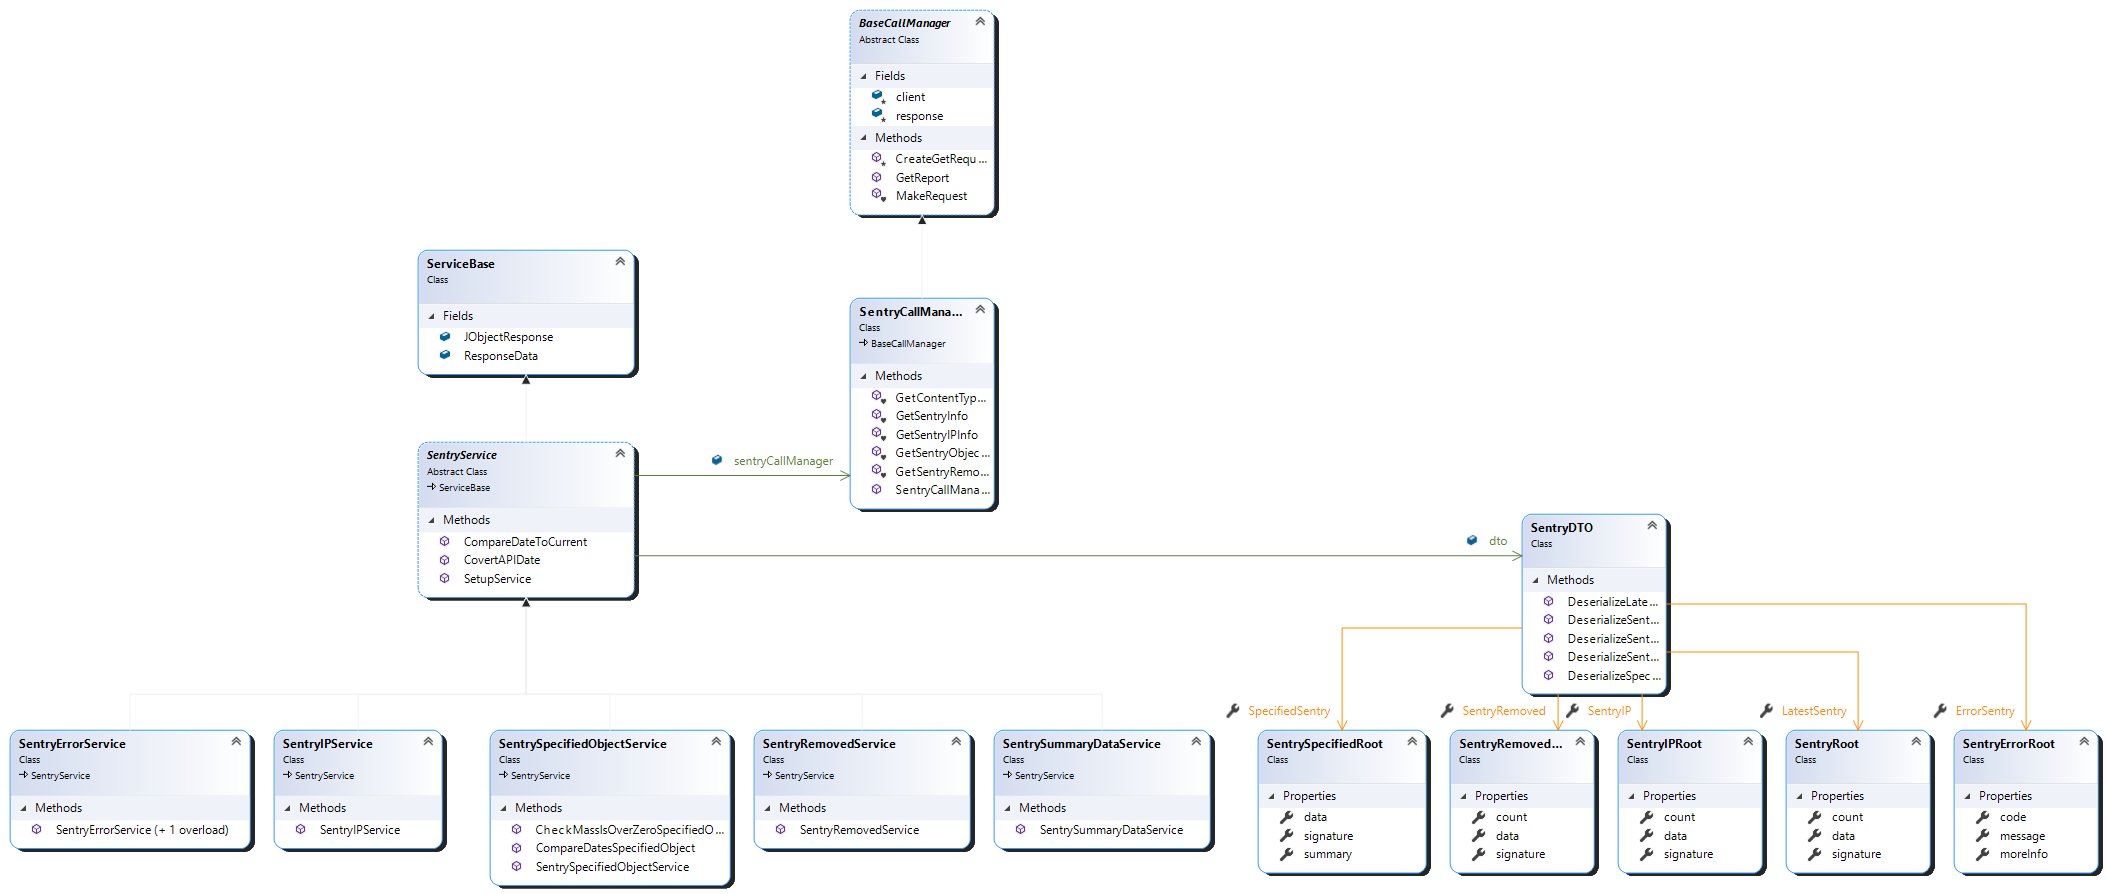 BaseCallManager
Abstract Class
Fields
client
response
Methods
CreateGetRequ...
GetReport
MakeRequest
ServiceBase
Class
Fields
JObjectResponse
ResponseData
SentryCallMana...
Class
BaseCallManager
Methods
GetContentTyp...
GetSentryInfo
GetSentryIPInfo
GetSentryObjec...
GetSentryRemo...
SentryCallMana...
SentryService
Abstract Class
ServiceBase
Methods
CompareDateToCurrent
CovertAPIDate
SetupService
sentryCallManager
dto
SentryDTO
Class
Methods
DeserializeLate...
DeserializeSent...
DeserializeSent...
DeserializeSent...
DeserializeSpec...
SpecifiedSentry
SentryRemoved
SentryIP
LatestSentry
ErrorSentry
SentryErrorService
Class
SentryService
Methods
SentryErrorService (+ 1 overload)
SentryIPService
Class
SentryService
Methods
SentryIPService
SentrySpecifiedObjectService
Class
SentryService
Methods
CheckMassIsOverZeroSpecifiedO...
CompareDatesSpecifiedObject
SentrySpecifiedObjectService
SentryRemovedService
Class
SentryService
Methods
SentryRemovedService
SentrySummaryDataService
Class
SentryService
Methods
SentrySummaryDataService
SentrySpecifiedRoot
Class
Properties
data
signature
summary
SentryRemoved...
Class
Properties
count
data
signature
SentryIPRoot
Class
Properties
count
data
signature
SentryRoot
Class
Properties
count
data
signature
SentryErrorRoot
Class
Properties
code
message
moreInfo